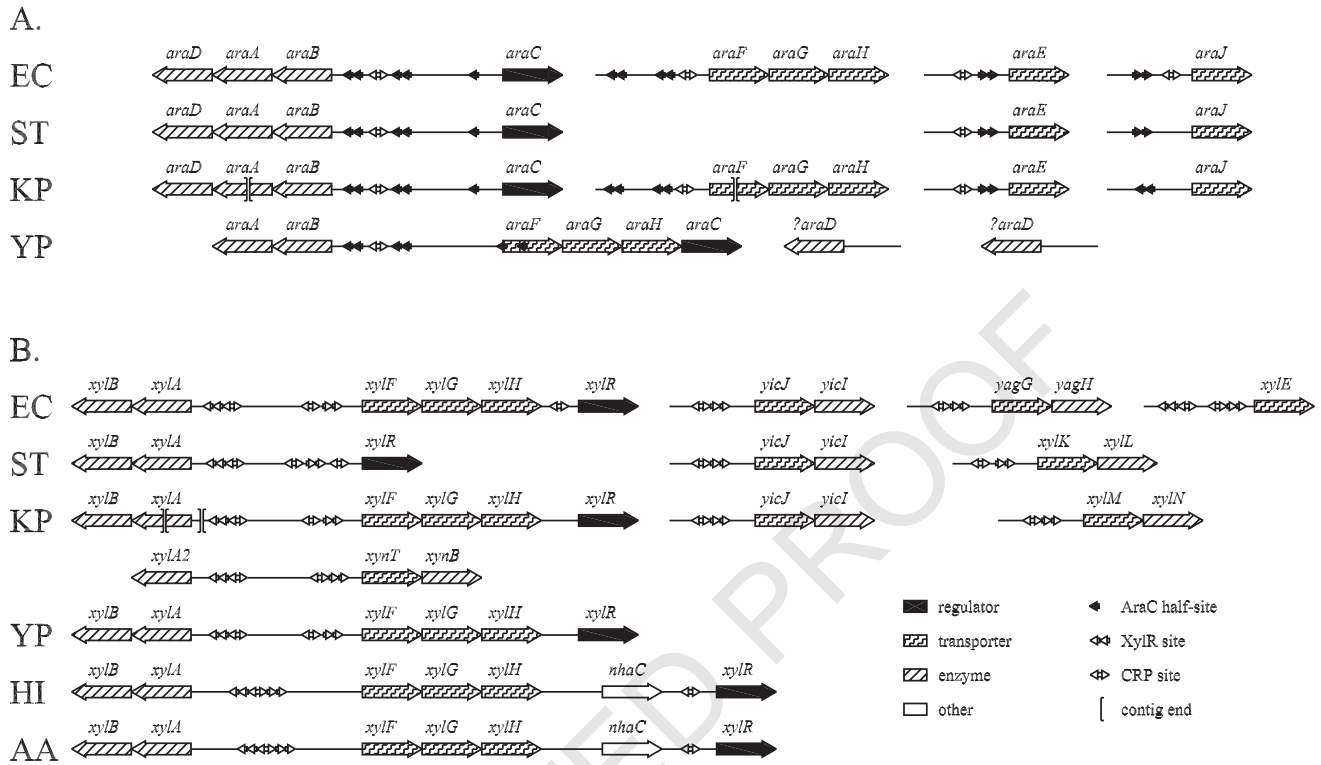 A.
araD araA araB araC araF araG araH araE araJ
EC
araD araA araB araC araE araJ
ST
araD araA araB araC araF araG araH araE araJ
KP
araA araB araF araG araH araC ?araD ?araD
YP
B.
xylB xylA xylF xylG xylH xylR yicJ yicI yagG yagH xylE
EC
xylB xylA xylR yicJ yicI xylK xylL
ST
xylB xylA xylF xylG xylH xylR yicJ yicI xylM xylN
KP
xylA2 xynT xynB
xylB xylA xylF xylG xylH xylR
YP
xylB xylA xylF xylG xylH nhaC xylR
HI
xylB xylA xylF xylG xylH nhaC xylR
AA
regulator AraC half-site
transporter XylR site
enzyme CRP site
other contig end
ED PROOF